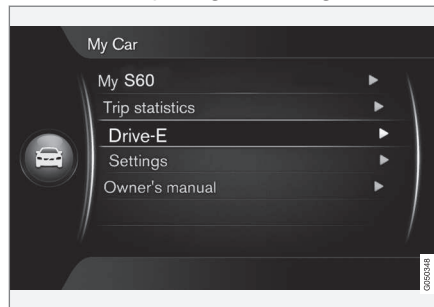 My Car
My S60
Trip statistics
Drive-E
Settings
Owner's manual
G050348